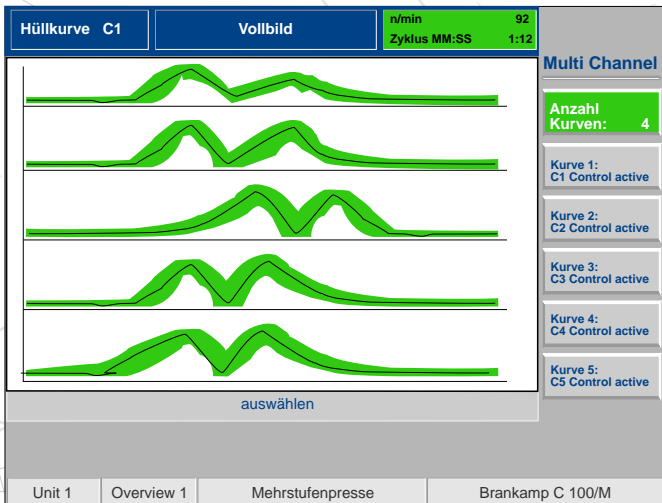 Hüllkurve C1
Vollbild
n/min 92
Zyklus MM:SS 1:12
Multi Channel
Anzahl
Kurven: 4
Kurve 1:
C1 Control active
Kurve 2:
C2 Control active
Kurve 3:
C3 Control active
Kurve 4:
C4 Control active
Kurve 5:
C5 Control active
auswählen
Unit 1 Overview 1 Mehrstufenpresse Brankamp C 100/M